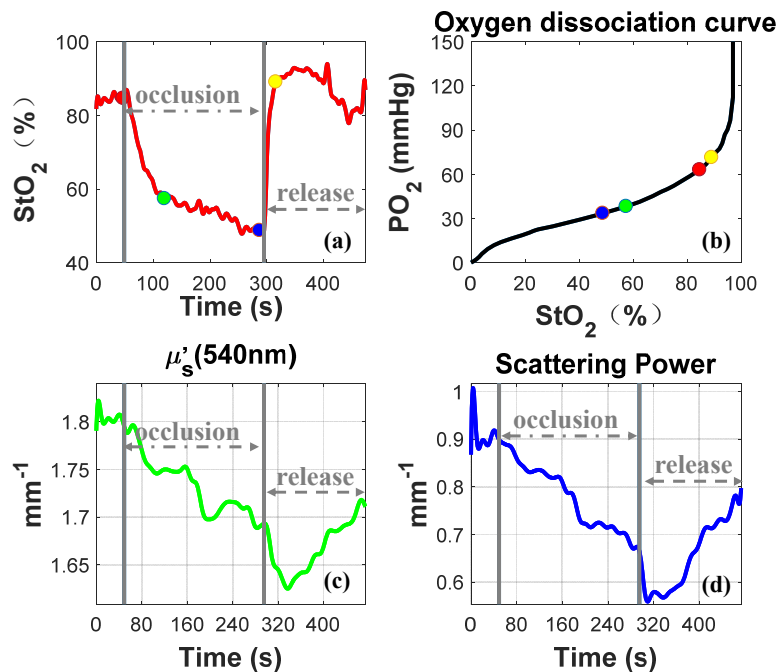 Oxygen dissociation curve
100
80
60
40
StO2 (%)
0 100 200 300 400
Time (s)
occlusion
release
(a)
150
120
90
60
30
0
PO2 (mmHg)
0 20 40 60 80 100
StO2 (%)
(b)
μ's(540nm)
1.8
1.75
1.7
1.65
mm-1
0 80 160 240 320 400
Time (s)
occlusion
release
(c)
Scattering Power
1
0.9
0.8
0.7
0.6
mm-1
0 80 160 240 320 400
Time (s)
occlusion
release
(d)